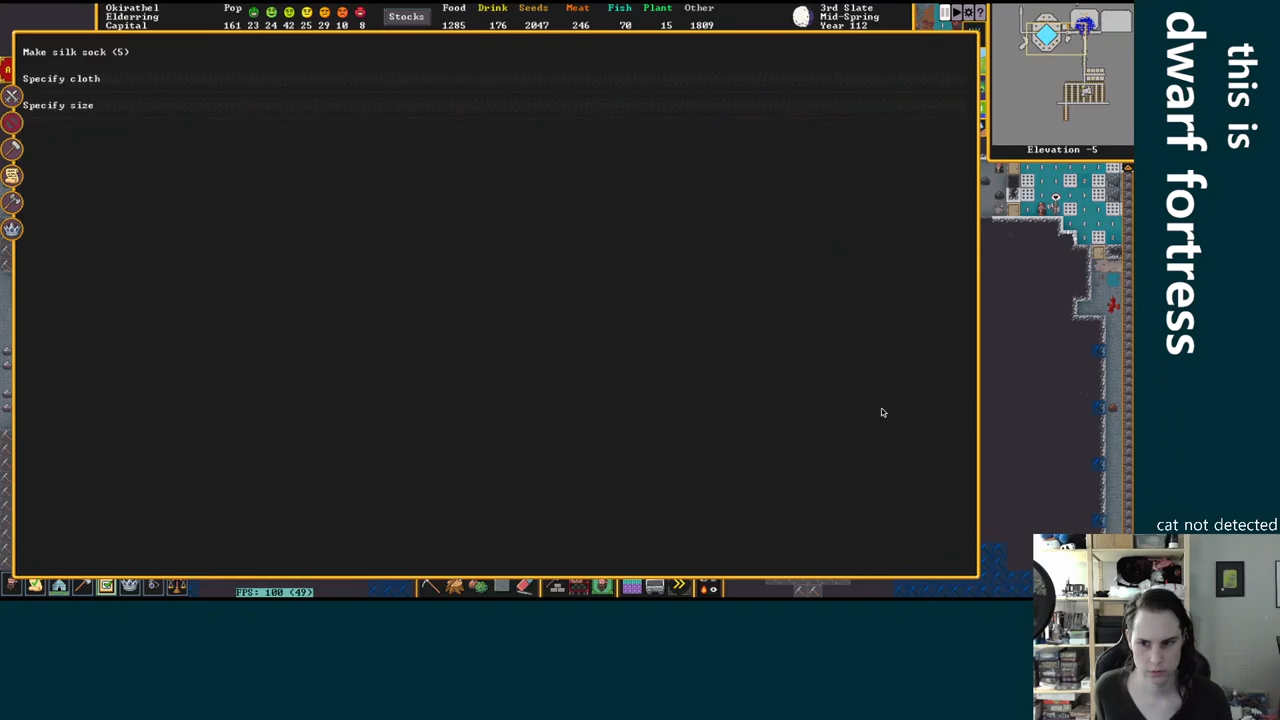 Okirathel
Elderring
Capital
Pop
161 23 24 42 25 29 10 8
Stocks
Food Drink Seeds Meat Fish Plant Other
1285 176 2047 246 70 15 1809
3rd Slate
Mid-Spring
Year 112
Make silk sock (5)
Specify cloth
Specify size
Elevation -5
FPS: 100 (49)
this is
dwarf fortress
cat not detected